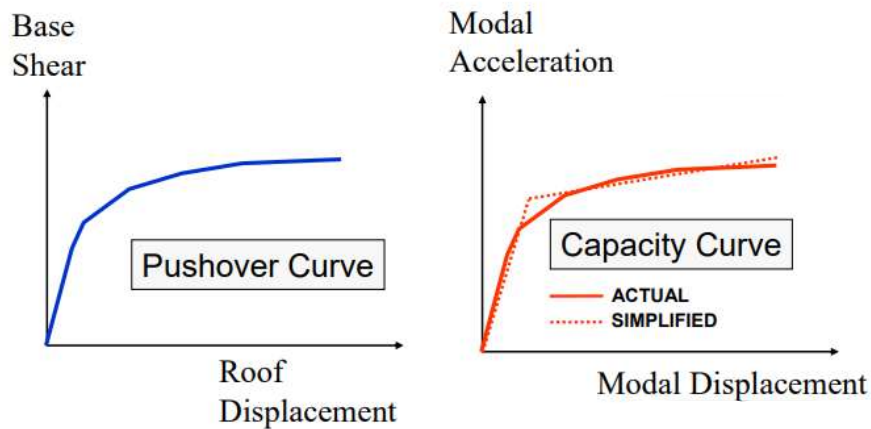 Base
Shear
Pushover Curve
Roof
Displacement
Modal
Acceleration
Capacity Curve
ACTUAL
SIMPLIFIED
Modal Displacement